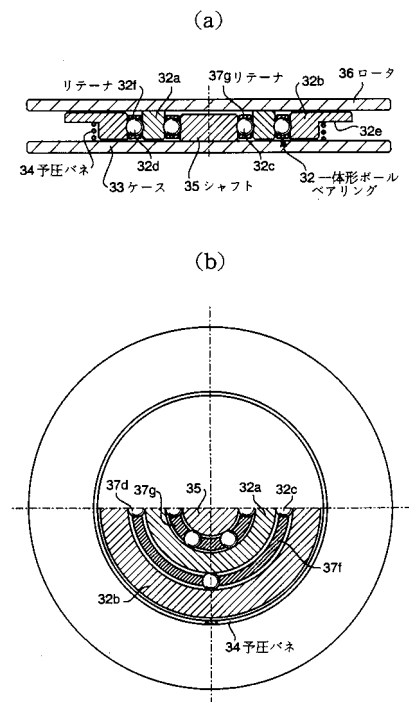 (a)
リテーナ 32f
32a
37g リテーナ
32b
36 ロータ
34 予圧バネ
33 ケース
32d
35 シャフト
32c
32e
32 一体形ボール
ベアリング
(b)
37d
37g
35
32a
32c
32b
37f
34 予圧バネ